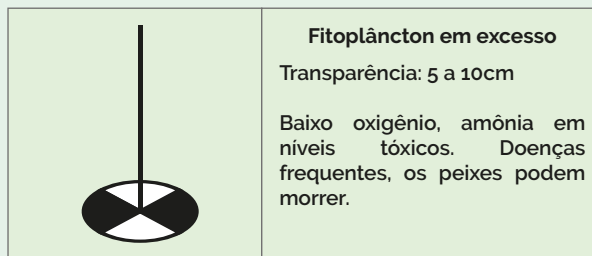 Fitoplâncton em excesso
Transparência: 5 a 10cm
Baixo oxigênio, amônia em
níveis tóxicos. Doenças
frequentes, os peixes podem
morrer.